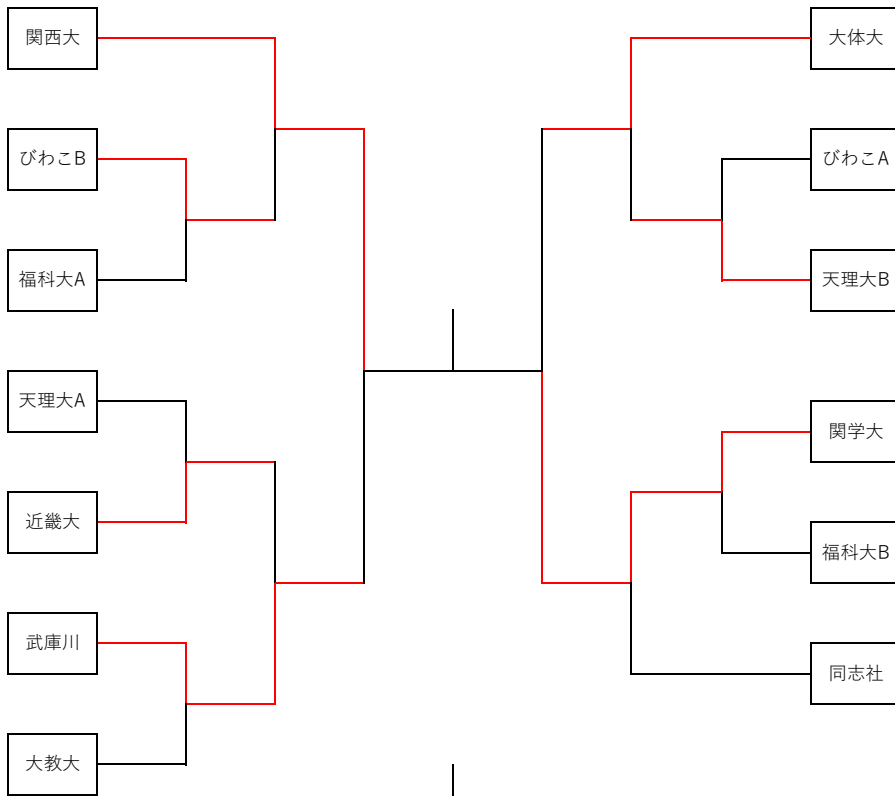 関西大
びわこB
福科大A
天理大A
近畿大
武庫川
大教大
大体大
びわこA
天理大B
関学大
福科大B
同志社